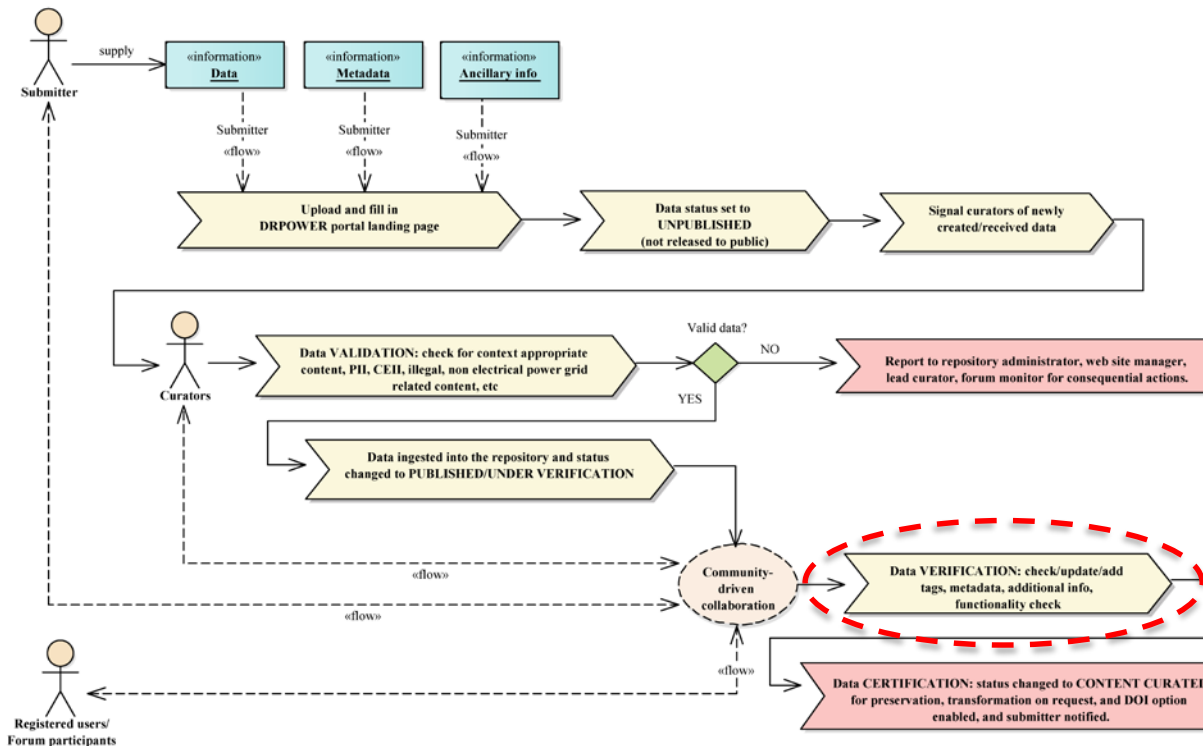 supply
Submitter
«information»
Data
«information»
Metadata
«information»
Ancillary info
Submitter
«flow»
Submitter
«flow»
Submitter
«flow»
Upload and fill in
DRPOWER portal landing page
Data status set to
UNPUBLISHED
(not released to public)
Signal curators of newly
created/received data
Curators
Data VALIDATION: check for context appropriate
content, PII, CEII, illegal, non electrical power grid
related content, etc
Valid data?
NO
YES
Report to repository administrator, web site manager,
lead curator, forum monitor for consequential actions.
Data ingested into the repository and status
changed to PUBLISHED/UNDER VERIFICATION
«flow»
«flow»
Community-
driven
collaboration
Data VERIFICATION: check/update/add
tags, metadata, additional info,
functionality check
«flow»
Registered users/
Forum participants
Data CERTIFICATION: status changed to CONTENT CURATED
for preservation, transformation on request, and DOI option
enabled, and submitter notified.